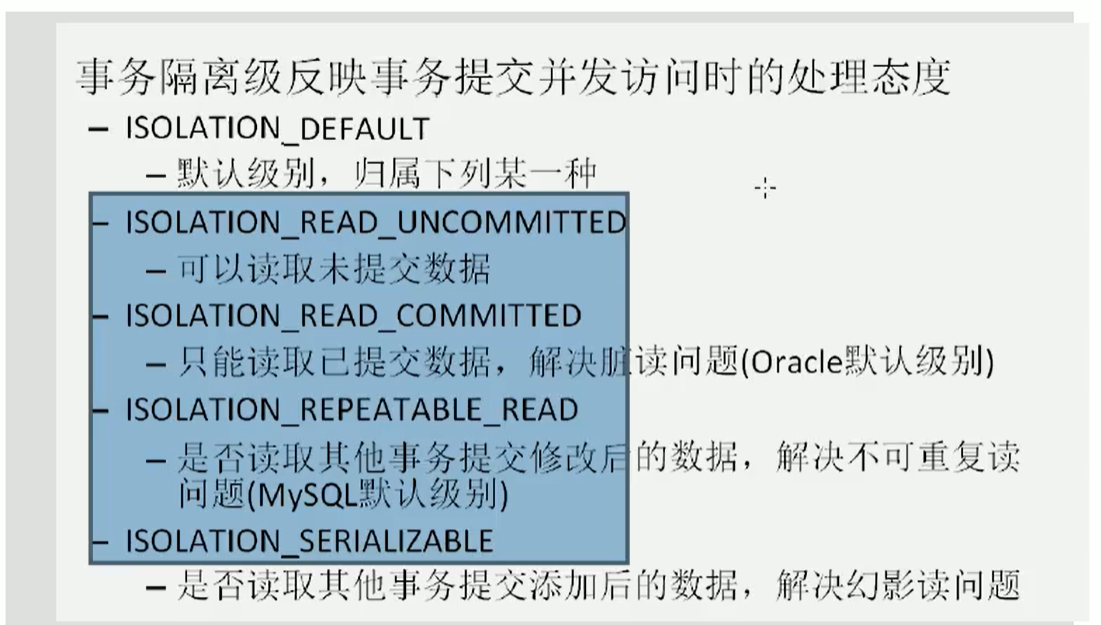 事务隔离级反映事务提交并发访问时的处理态度
– ISOLATION_DEFAULT
– 默认级别，归属下列某一种
– ISOLATION_READ_UNCOMMITTED
– 可以读取未提交数据
– ISOLATION_READ_COMMITTED
– 只能读取已提交数据，解决脏读问题(Oracle默认级别)
– ISOLATION_REPEATABLE_READ
– 是否读取其他事务提交修改后的数据，解决不可重复读
问题(MySQL默认级别)
– ISOLATION_SERIALIZABLE
– 是否读取其他事务提交添加后的数据，解决幻影读问题